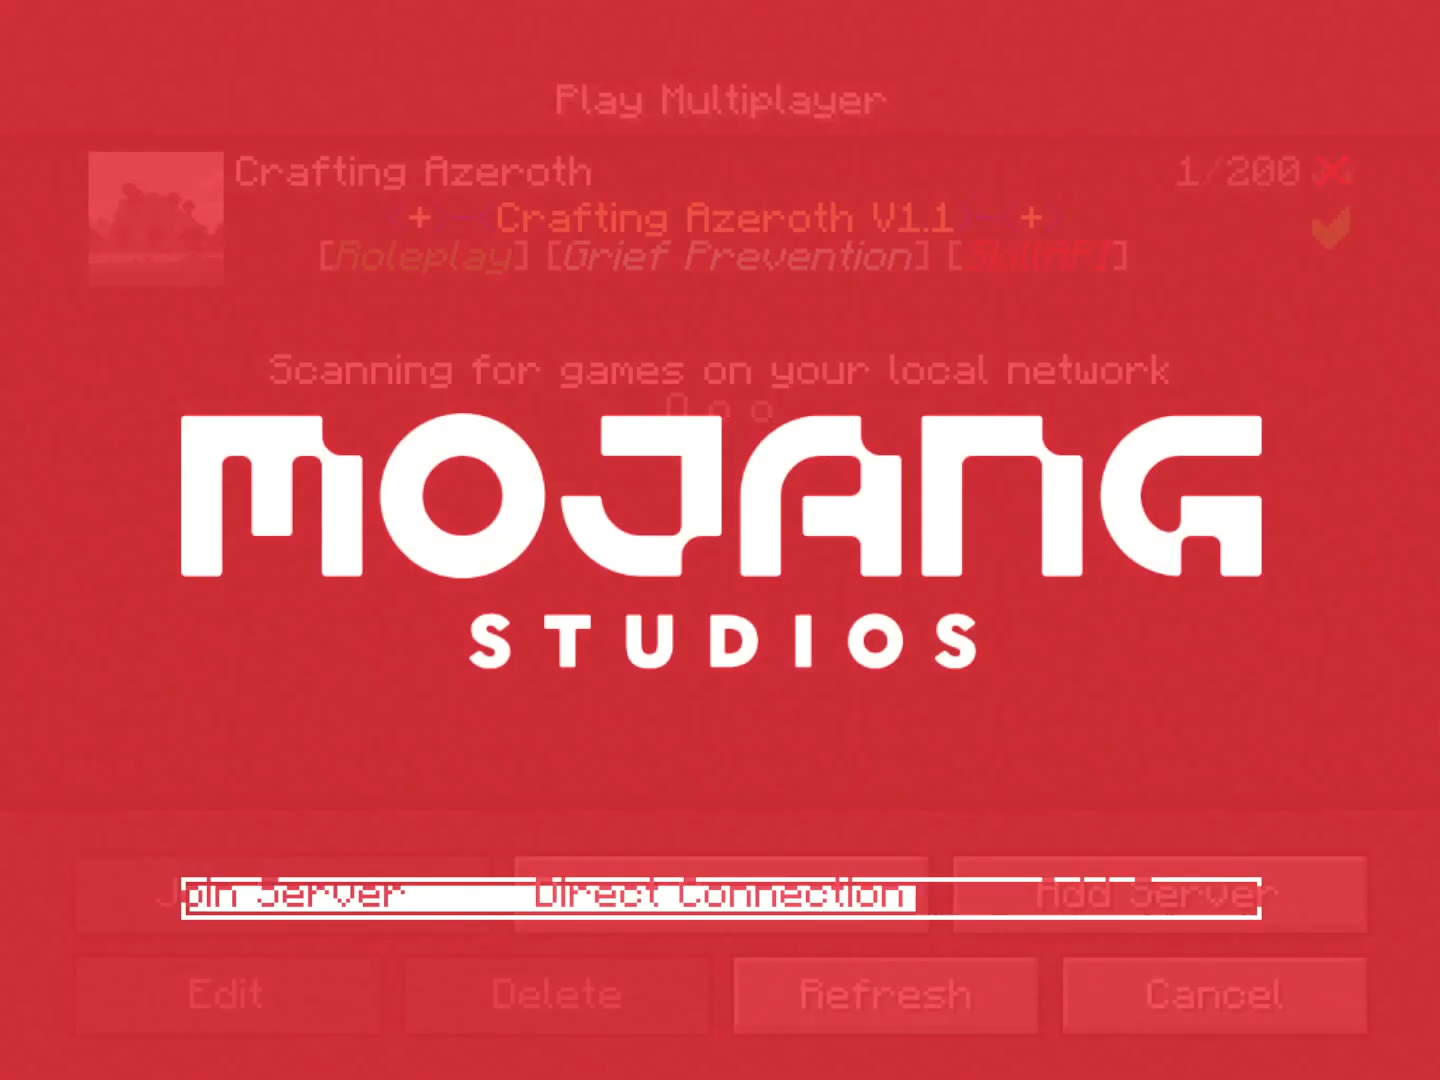 Play Multiplayer
Crafting Azeroth 1/200
+ Crafting Azeroth V1.1 +
[Roleplay] [Grief Prevention] [SkillAPI]
Scanning for games on your local network
O o o
MOJANG
STUDIOS
Join Server Direct Connection Add Server
Edit Delete Refresh Cancel